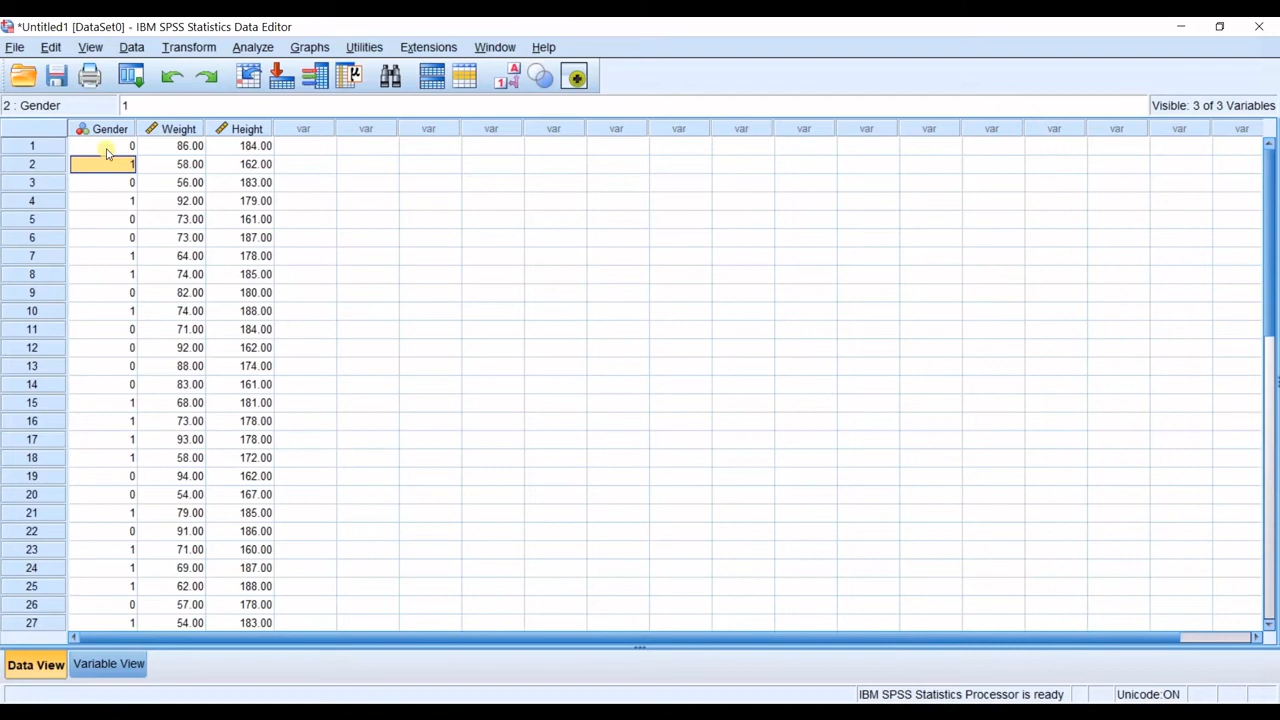 *Untitled1 [DataSet0] - IBM SPSS Statistics Data Editor
File Edit View Data Transform Analyze Graphs Utilities Extensions Window Help
2 : Gender 1 Visible: 3 of 3 Variables
Gender Weight Height var var var var var var var var var var var var var var var var
1 0 86.00 184.00
2 1 58.00 162.00
3 0 56.00 183.00
4 1 92.00 179.00
5 0 73.00 161.00
6 0 73.00 187.00
7 1 64.00 178.00
8 1 74.00 185.00
9 0 82.00 180.00
10 1 74.00 188.00
11 0 71.00 184.00
12 0 92.00 162.00
13 0 88.00 174.00
14 0 83.00 161.00
15 1 68.00 181.00
16 1 73.00 178.00
17 1 93.00 178.00
18 1 58.00 172.00
19 0 94.00 162.00
20 0 54.00 167.00
21 1 79.00 185.00
22 0 91.00 186.00
23 1 71.00 160.00
24 1 69.00 187.00
25 1 62.00 188.00
26 0 57.00 178.00
27 1 54.00 183.00
Data View Variable View
IBM SPSS Statistics Processor is ready Unicode:ON